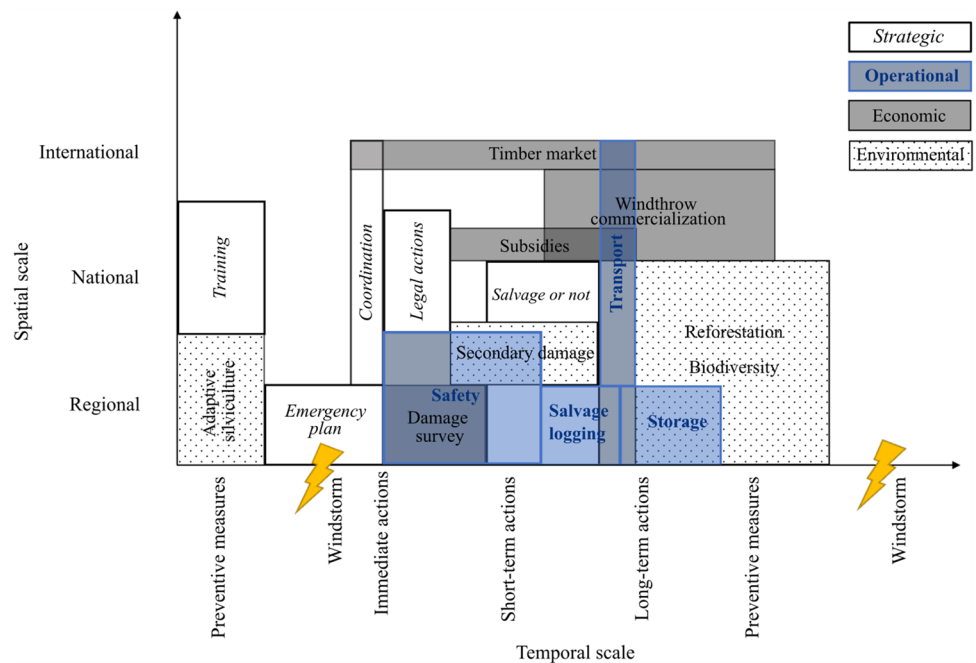 Strategic
Operational
Economic
Environmental
International
National
Regional
Spatial scale
Timber market
Windthrow
commercialization
Subsidies
Training
Coordination
Legal actions
Salvage or not
Transport
Reforestation
Biodiversity
Secondary damage
Adaptive
silviculture
Emergency
plan
Safety
Damage
survey
Salvage
logging
Storage
Preventive measures
Windstorm
Immediate actions
Short-term actions
Long-term actions
Preventive measures
Windstorm
Temporal scale